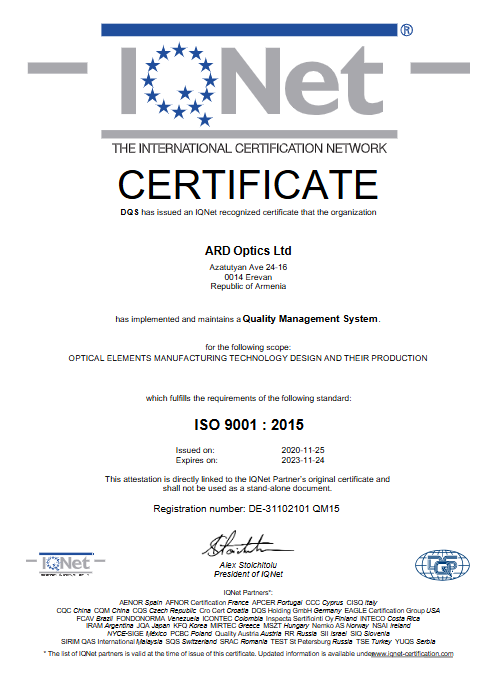 ®
IQNet
THE INTERNATIONAL CERTIFICATION NETWORK
CERTIFICATE
DQS has issued an IQNet recognized certificate that the organization
ARD Optics Ltd
Azatutyan Ave 24-16
0014 Erevan
Republic of Armenia
has implemented and maintains a Quality Management System.
for the following scope:
OPTICAL ELEMENTS MANUFACTURING TECHNOLOGY DESIGN AND THEIR PRODUCTION
which fulfills the requirements of the following standard:
ISO 9001 : 2015
Issued on: 2020-11-25
Expires on: 2023-11-24
This attestation is directly linked to the IQNet Partner's original certificate and
shall not be used as a stand-alone document.
Registration number: DE-31102101 QM15
Alex Stoichitoiu
President of IQNet
IQNet
DQS
IQNet Partners*:
AENOR Spain AFNOR Certification France APCER Portugal CCC Cyprus CISQ Italy
CQC China CQM China CQS Czech Republic Cro Cert Croatia DQS Holding GmbH Germany EAGLE Certification Group USA
FCAV Brazil FONDONORMA Venezuela ICONTEC Colombia Inspecta Sertifiointi Oy Finland INTECO Costa Rica
IRAM Argentina JQA Japan KFQ Korea MIRTEC Greece MSZT Hungary Nemko AS Norway NSAI Ireland
NYCE-SIGE México PCBC Poland Quality Austria Austria RR Russia SII Israel SIQ Slovenia
SIRIM QAS International Malaysia SQS Switzerland SRAC Romania TEST St Petersburg Russia TSE Turkey YUQS Serbia
* The list of IQNet partners is valid at the time of issue of this certificate. Updated information is available under www.iqnet-certification.com